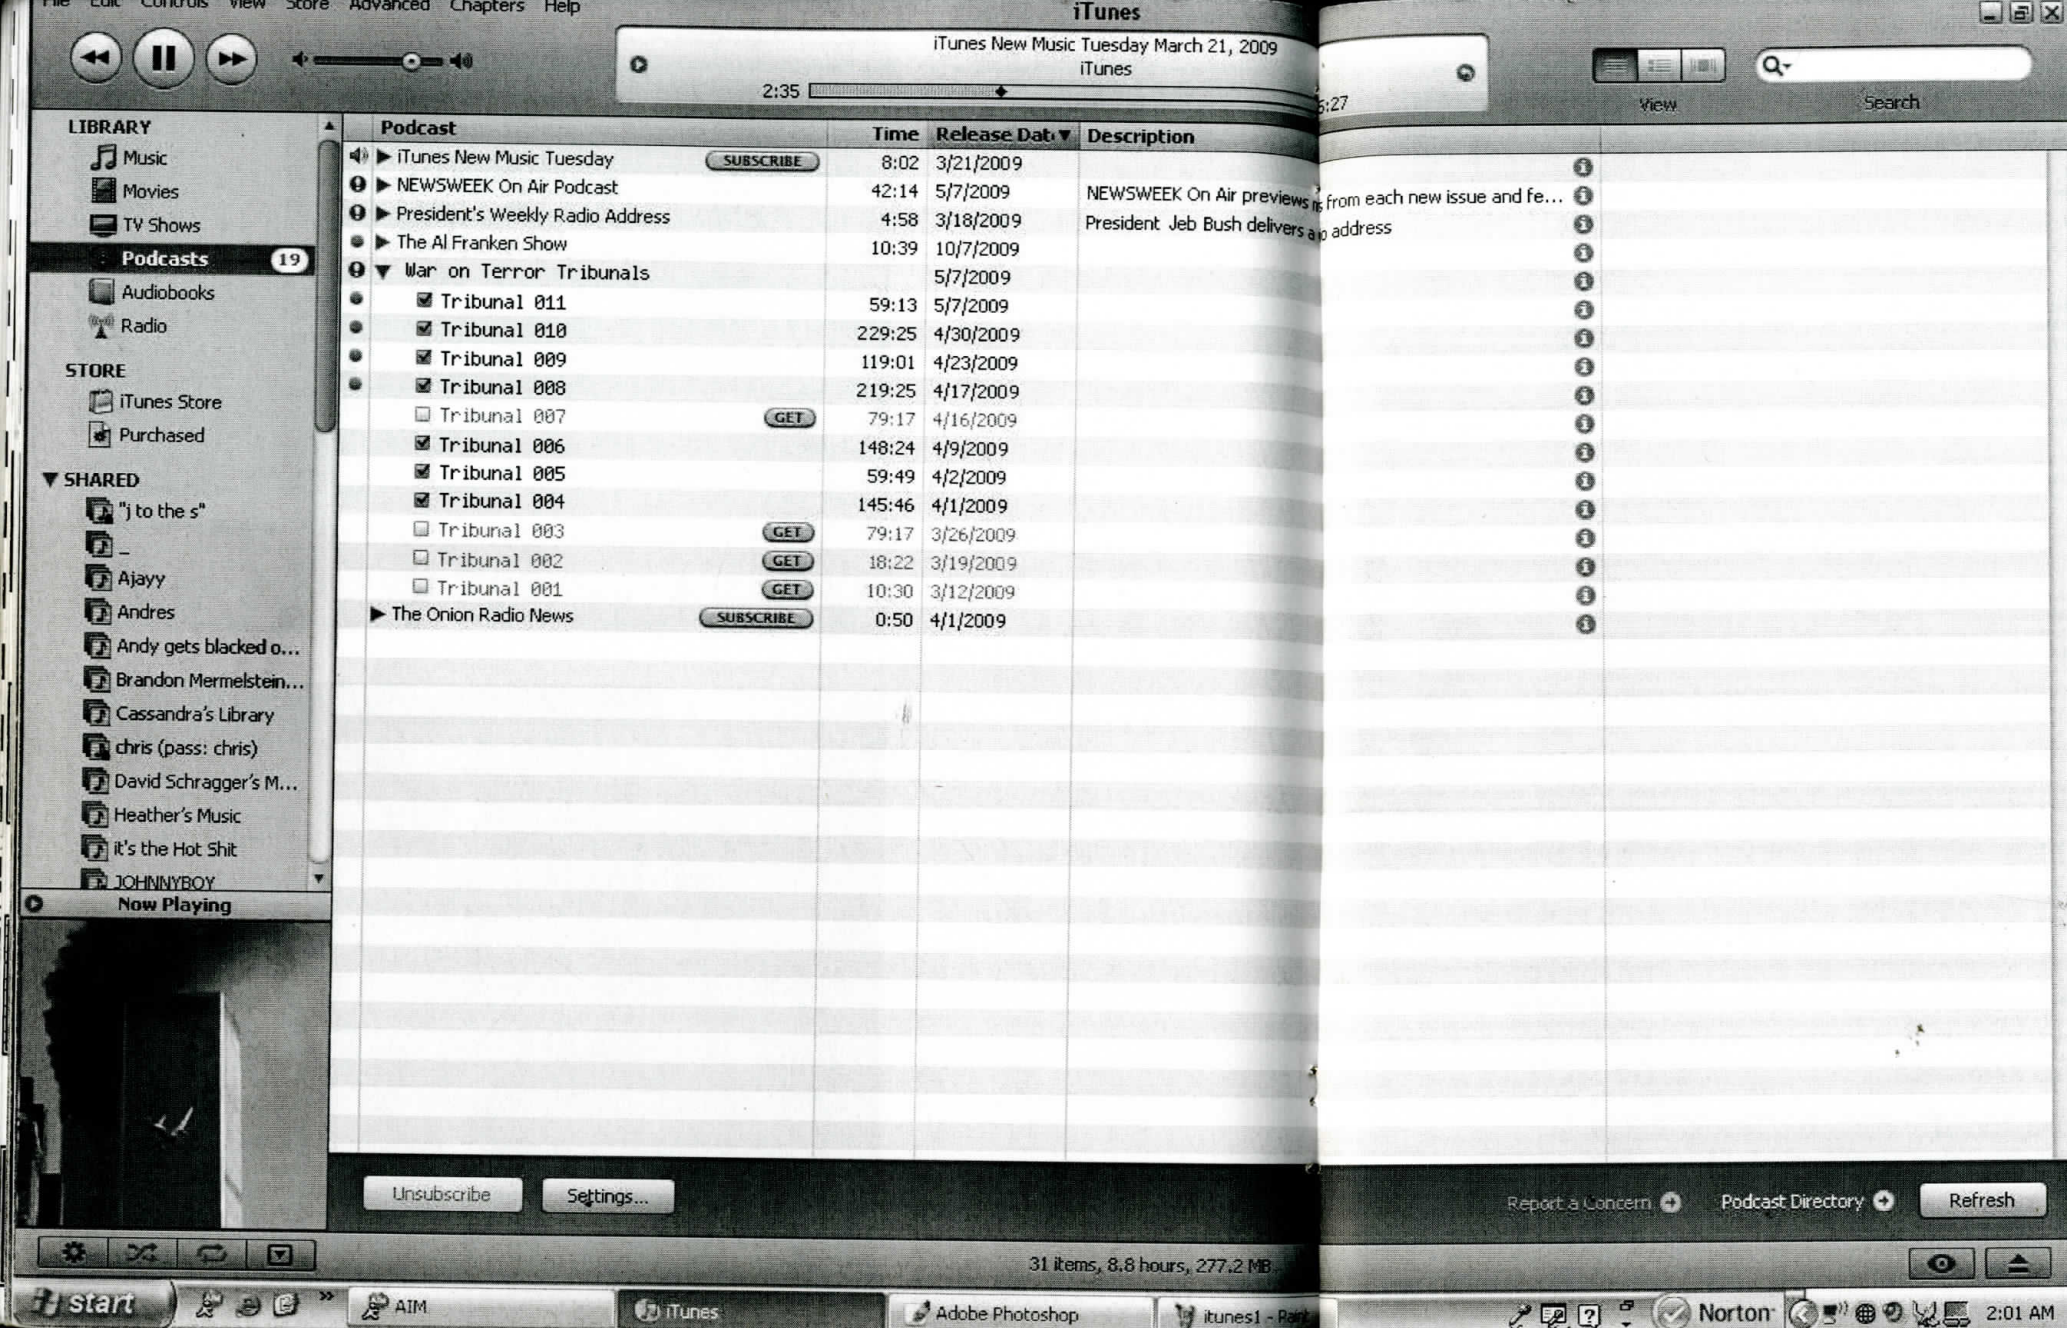 File Edit Controls View Store Advanced Chapters Help
iTunes
iTunes New Music Tuesday March 21, 2009
iTunes
2:35
5:27
View
Search
LIBRARY
Music
Movies
TV Shows
Podcasts 19
Audiobooks
Radio
STORE
iTunes Store
Purchased
SHARED
"j to the s"
_
Ajayy
Andres
Andy gets blacked o...
Brandon Mermelstein...
Cassandra's Library
chris (pass: chris)
David Schragger's M...
Heather's Music
it's the Hot Shit
JOHNNYBOY
Now Playing
Podcast Time Release Dat Description
iTunes New Music Tuesday SUBSCRIBE 8:02 3/21/2009
NEWSWEEK On Air Podcast 42:14 5/7/2009 NEWSWEEK On Air previews from each new issue and fe...
President's Weekly Radio Address 4:58 3/18/2009 President Jeb Bush delivers a address
The Al Franken Show 10:39 10/7/2009
War on Terror Tribunals 5/7/2009
Tribunal 011 59:13 5/7/2009
Tribunal 010 229:25 4/30/2009
Tribunal 009 119:01 4/23/2009
Tribunal 008 219:25 4/17/2009
Tribunal 007 GET 79:17 4/16/2009
Tribunal 006 148:24 4/9/2009
Tribunal 005 59:49 4/2/2009
Tribunal 004 145:46 4/1/2009
Tribunal 003 GET 79:17 3/26/2009
Tribunal 002 GET 18:22 3/19/2009
Tribunal 001 GET 10:30 3/12/2009
The Onion Radio News SUBSCRIBE 0:50 4/1/2009
Unsubscribe Settings...
Report a Concern Podcast Directory Refresh
31 items, 8.8 hours, 277.2 MB
start AIM iTunes Adobe Photoshop itunes1 - Paint Norton 2:01 AM